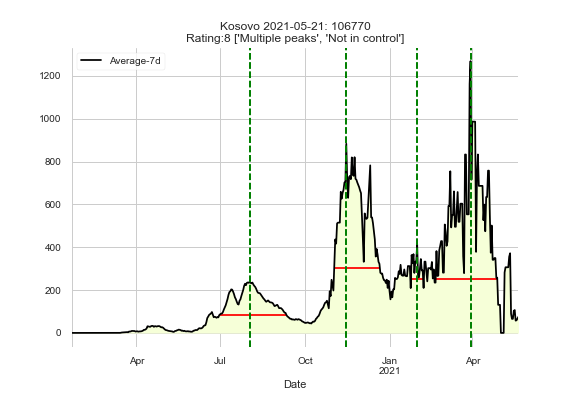 Kosovo 2021-05-21: 106770
Rating:8 ['Multiple peaks', 'Not in control']
Average-7d
1200
1000
800
600
400
200
0
Apr
Jul
Oct
Jan
2021
Apr
Date